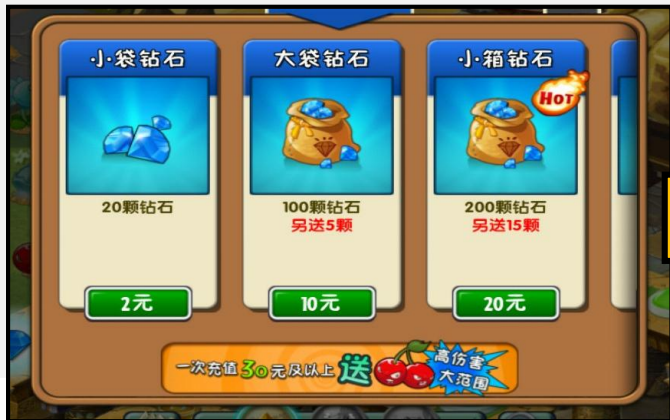 小袋钻石
大袋钻石
小箱钻石
HOT
20颗钻石
100颗钻石
另送5颗
200颗钻石
另送15颗
2元
10元
20元
一次充值30元及以上送
高伤害
大范围